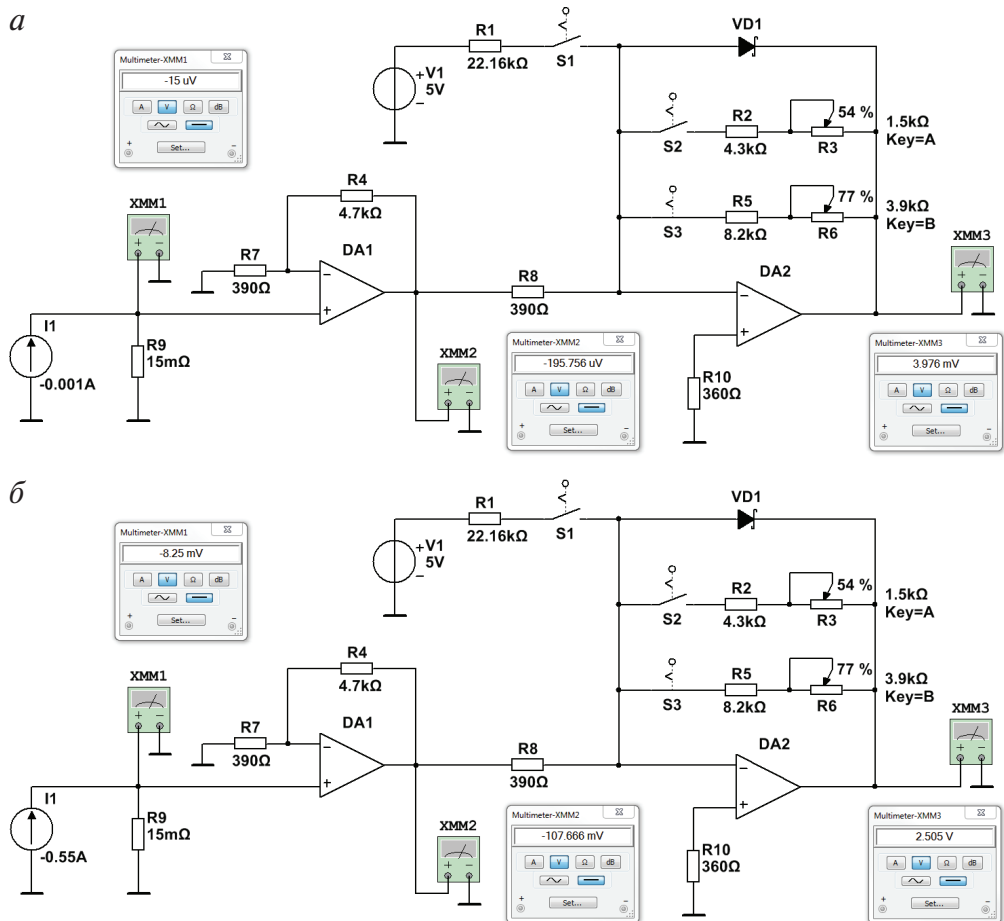 а
R1
22.16kΩ
S1
VD1
+
V1
5V
−
Multimeter-XMM1
-15 uV
A V Ω dB
Set...
+ −
54 %
1.5kΩ
Key=A
S2
R2
4.3kΩ
R3
R4
4.7kΩ
77 %
3.9kΩ
Key=B
S3
R5
8.2kΩ
R6
XMM1
+ −
R7
390Ω
DA1
−
+
R8
390Ω
DA2
−
+
XMM3
+ −
I1
-0.001A
R9
15mΩ
XMM2
+ −
Multimeter-XMM2
-195.756 uV
A V Ω dB
Set...
+ −
R10
360Ω
Multimeter-XMM3
3.976 mV
A V Ω dB
Set...
+ −
б
R1
22.16kΩ
S1
VD1
+
V1
5V
−
Multimeter-XMM1
-8.25 mV
A V Ω dB
Set...
+ −
54 %
1.5kΩ
Key=A
S2
R2
4.3kΩ
R3
R4
4.7kΩ
77 %
3.9kΩ
Key=B
S3
R5
8.2kΩ
R6
XMM1
+ −
R7
390Ω
DA1
−
+
R8
390Ω
DA2
−
+
XMM3
+ −
I1
-0.55A
R9
15mΩ
XMM2
+ −
Multimeter-XMM2
-107.666 mV
A V Ω dB
Set...
+ −
R10
360Ω
Multimeter-XMM3
2.505 V
A V Ω dB
Set...
+ −